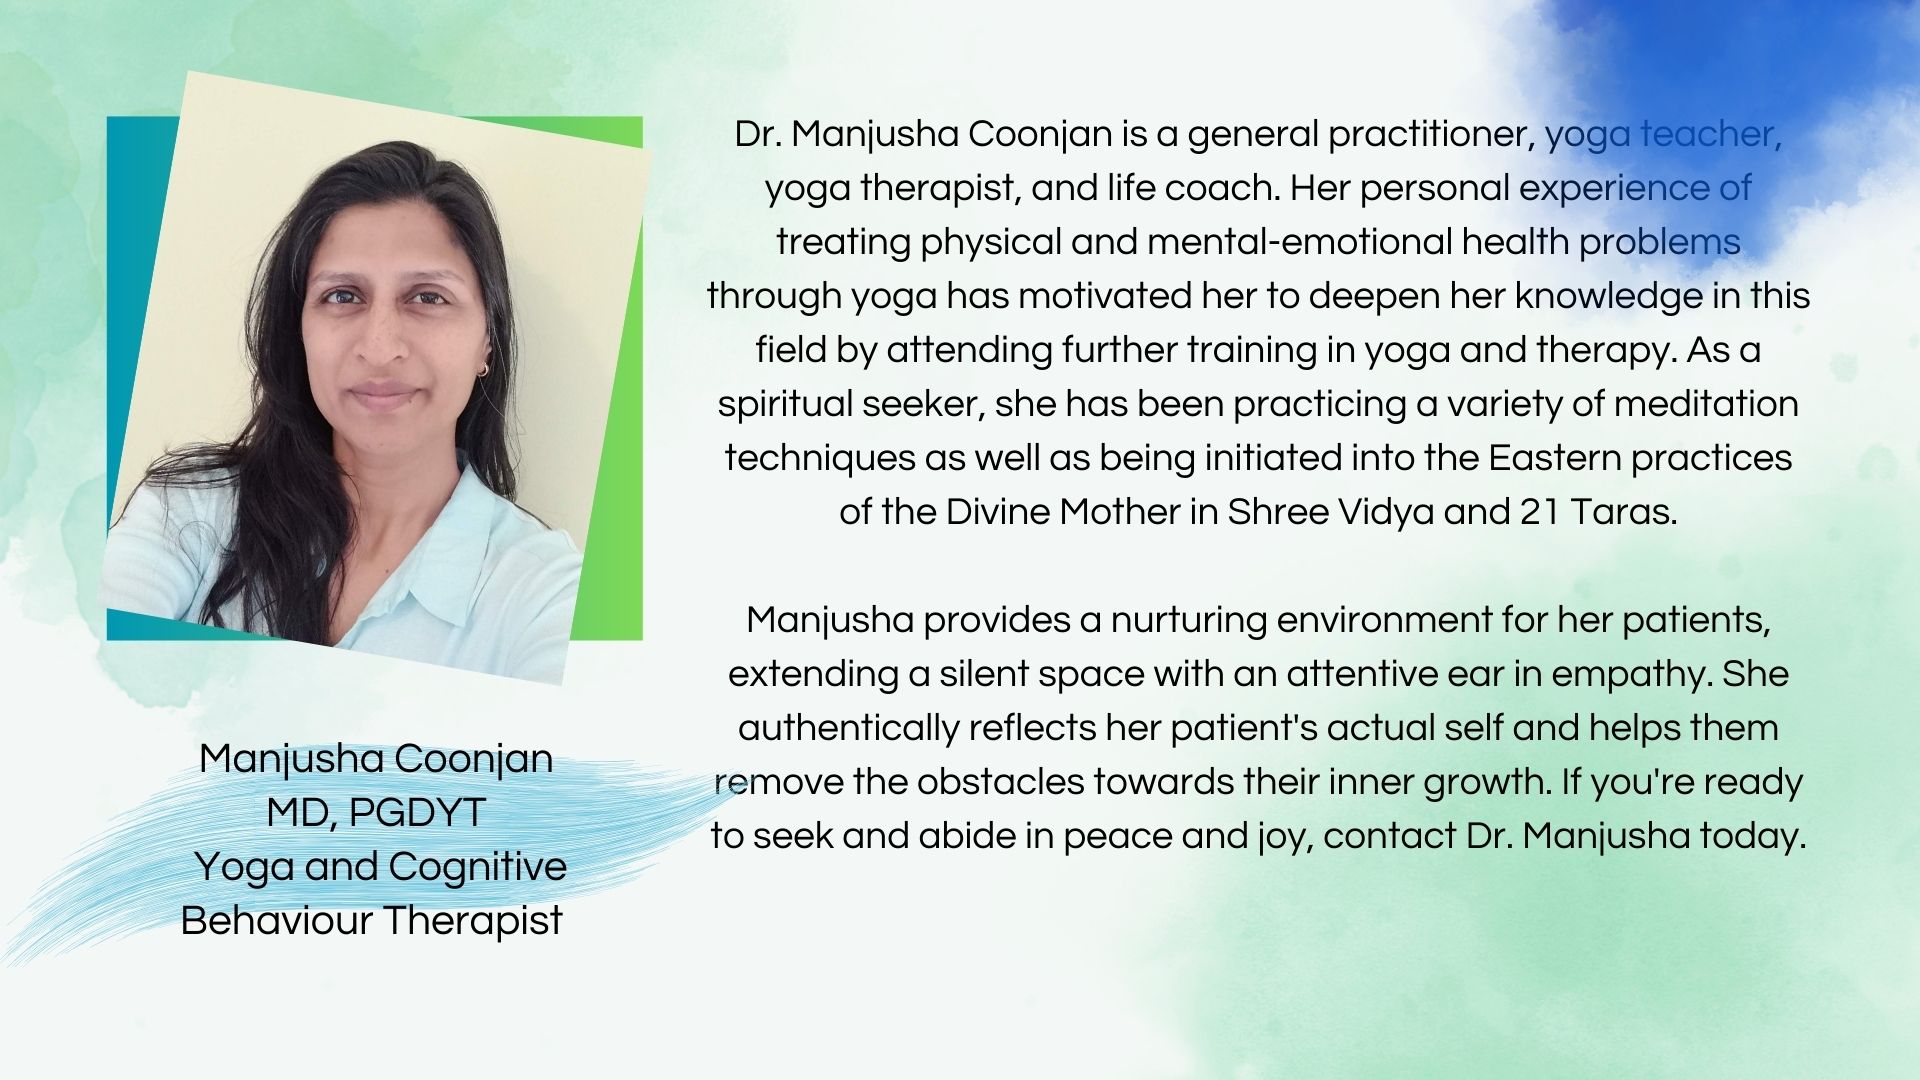 Dr. Manjusha Coonjan is a general practitioner, yoga teacher,
yoga therapist, and life coach. Her personal experience of
treating physical and mental-emotional health problems
through yoga has motivated her to deepen her knowledge in this
field by attending further training in yoga and therapy. As a
spiritual seeker, she has been practicing a variety of meditation
techniques as well as being initiated into the Eastern practices
of the Divine Mother in Shree Vidya and 21 Taras.
Manjusha provides a nurturing environment for her patients,
extending a silent space with an attentive ear in empathy. She
authentically reflects her patient's actual self and helps them
remove the obstacles towards their inner growth. If you're ready
to seek and abide in peace and joy, contact Dr. Manjusha today.
Manjusha Coonjan
MD, PGDYT
Yoga and Cognitive
Behaviour Therapist